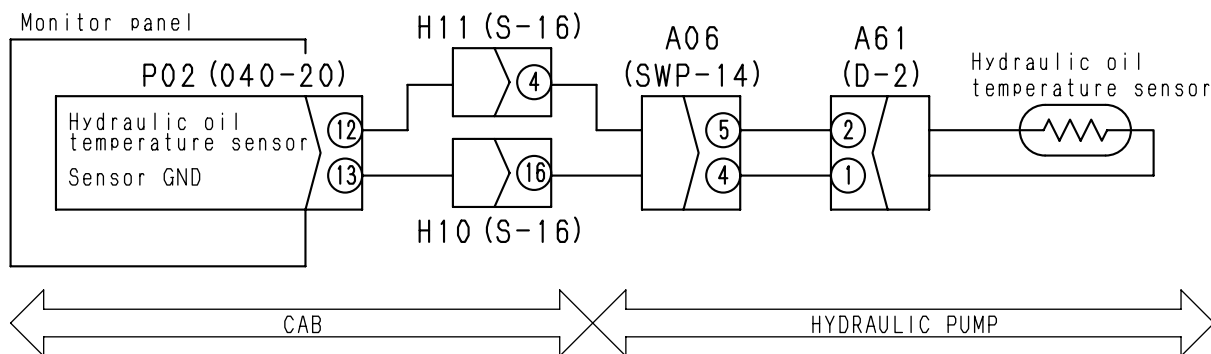 Monitor panel
H11 (S-16)
A06
(SWP-14)
A61
(D-2)
Hydraulic oil
temperature sensor
P02 (040-20)
4
Hydraulic oil
temperature sensor
12
5
2
Sensor GND
13
16
4
1
H10 (S-16)
CAB
HYDRAULIC PUMP